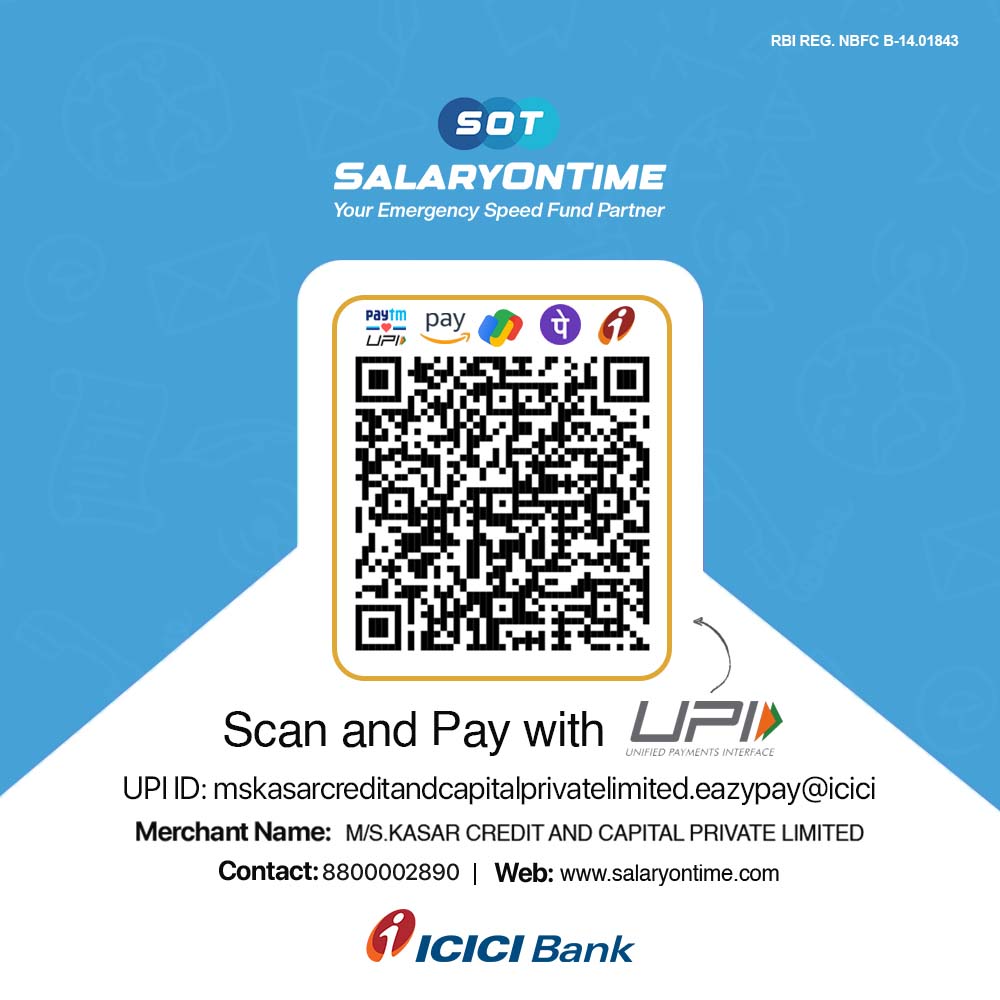 RBI REG. NBFC B-14.01843
SOT
SALARYONTIME
Your Emergency Speed Fund Partner
Paytm
UPI
pay
पे
i
Scan and Pay with UPI
UNIFIED PAYMENTS INTERFACE
UPI ID: mskasarcreditandcapitalprivatelimited.eazypay@icici
Merchant Name: M/S.KASAR CREDIT AND CAPITAL PRIVATE LIMITED
Contact: 8800002890 | Web: www.salaryontime.com
ICICI Bank